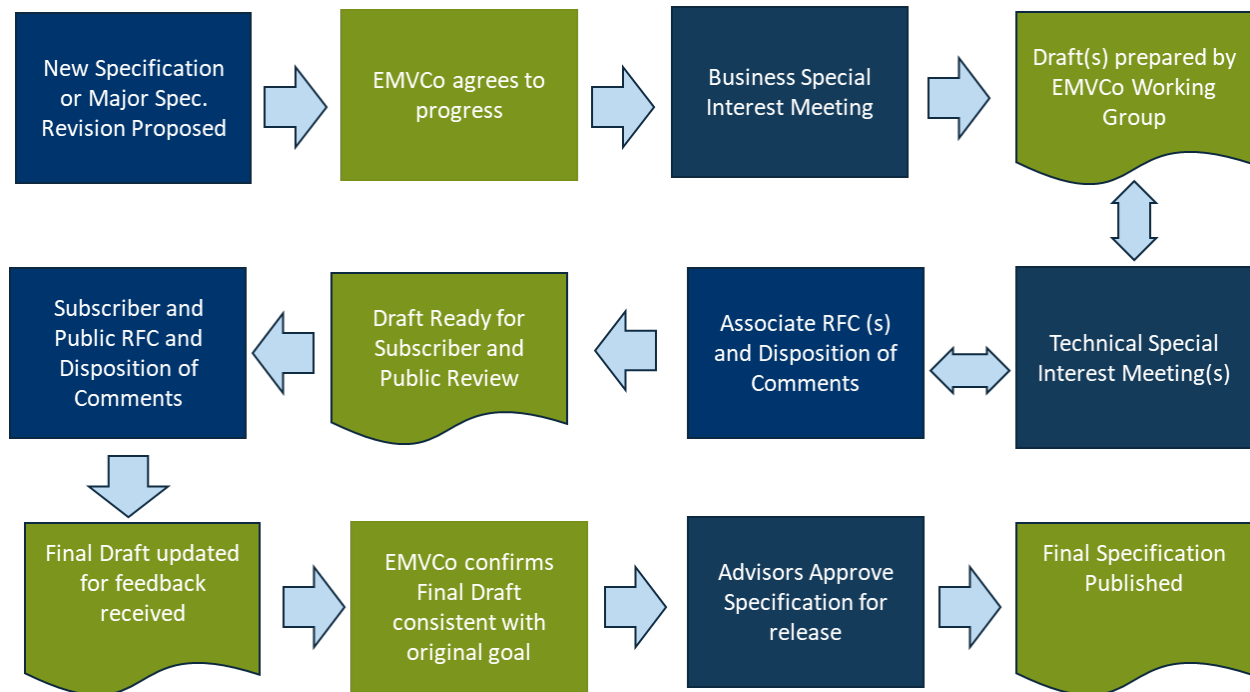 New Specification
or Major Spec.
Revision Proposed
EMVCo agrees to
progress
Business Special
Interest Meeting
Draft(s) prepared by
EMVCo Working
Group
Technical Special
Interest Meeting(s)
Associate RFC (s)
and Disposition of
Comments
Draft Ready for
Subscriber and
Public Review
Subscriber and
Public RFC and
Disposition of
Comments
Final Draft updated
for feedback
received
EMVCo confirms
Final Draft
consistent with
original goal
Advisors Approve
Specification for
release
Final Specification
Published